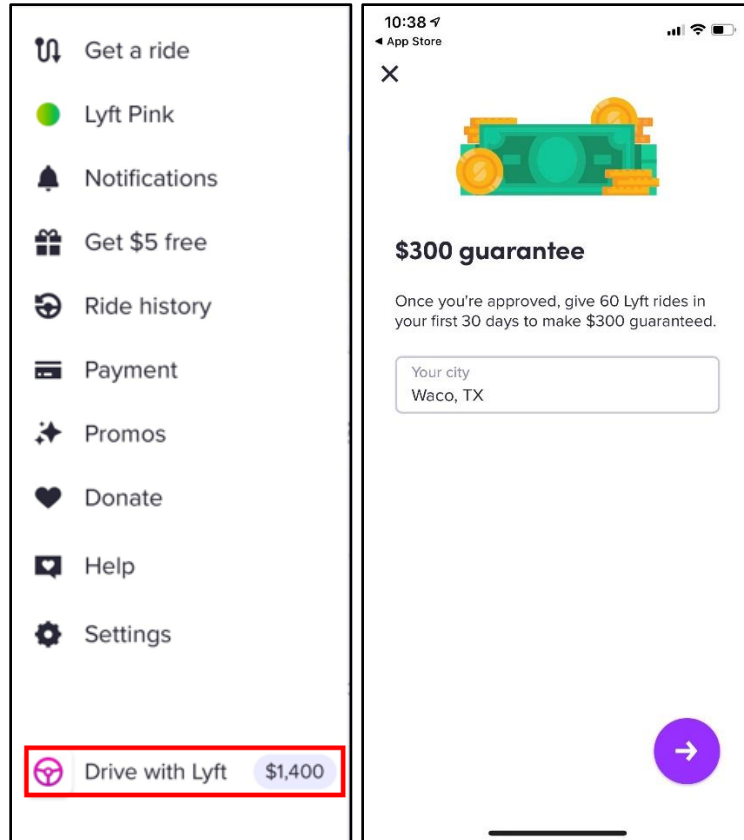 Get a ride
Lyft Pink
Notifications
Get $5 free
Ride history
Payment
Promos
Donate
Help
Settings
Drive with Lyft $1,400
10:38
App Store
$300 guarantee
Once you're approved, give 60 Lyft rides in
your first 30 days to make $300 guaranteed.
Your city
Waco, TX